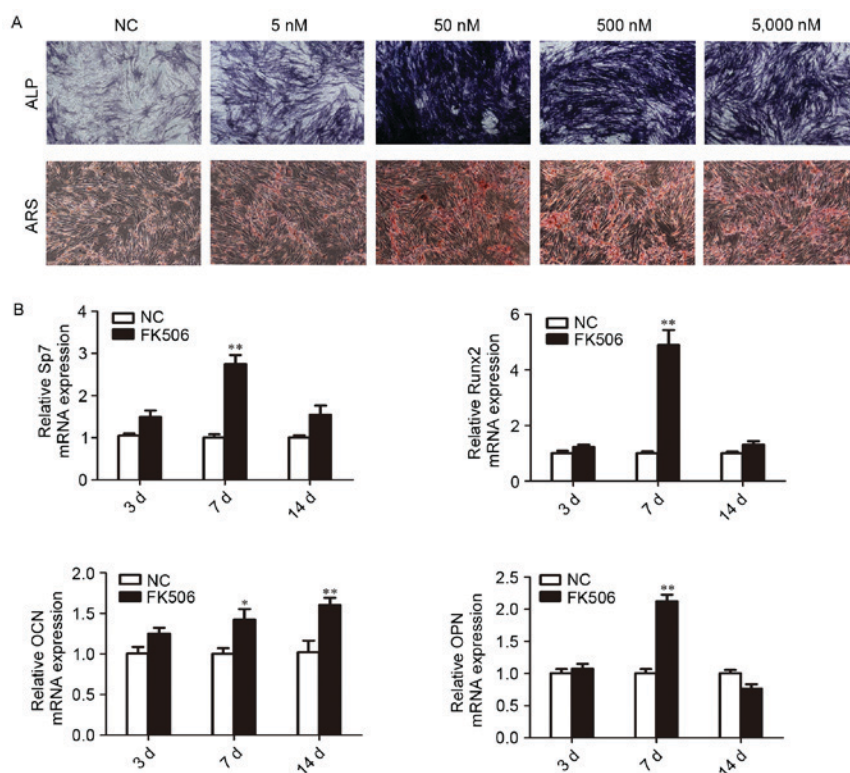 A
NC 5 nM 50 nM 500 nM 5,000 nM
ALP
ARS
B
Relative Sp7
mRNA expression
4
3
2
1
0
NC
FK506
**
3 d 7 d 14 d
Relative Runx2
mRNA expression
6
4
2
0
NC
FK506
**
3 d 7 d 14 d
Relative OCN
mRNA expression
2.0
1.5
1.0
0.5
0.0
NC
FK506
*
**
3 d 7 d 14 d
Relative OPN
mRNA expression
2.5
2.0
1.5
1.0
0.5
0.0
NC
FK506
**
3 d 7 d 14 d